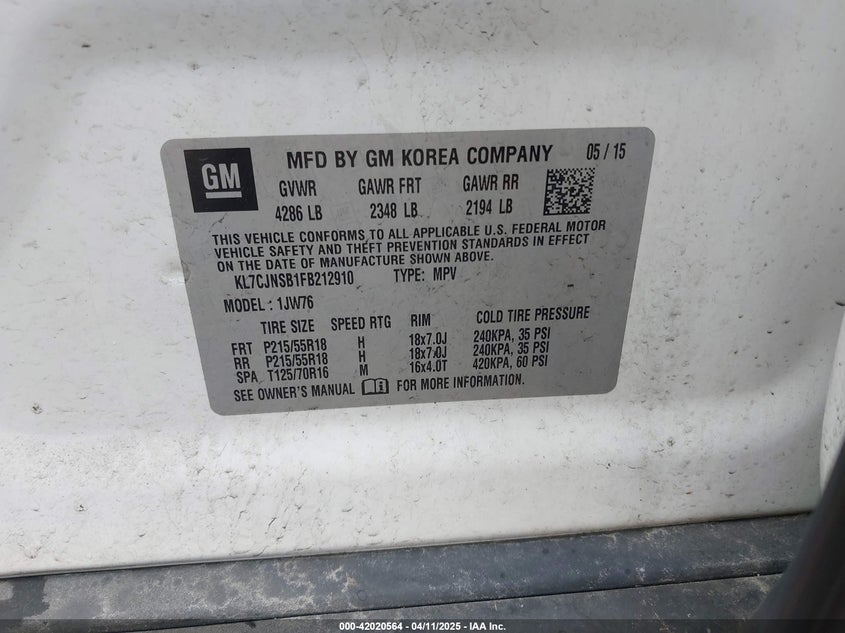 GM
MFD BY GM KOREA COMPANY 05 / 15
GVWR GAWR FRT GAWR RR
4286 LB 2348 LB 2194 LB
THIS VEHICLE CONFORMS TO ALL APPLICABLE U.S. FEDERAL MOTOR
VEHICLE SAFETY AND THEFT PREVENTION STANDARDS IN EFFECT
ON THE DATE OF MANUFACTURE SHOWN ABOVE.
KL7CJNSB1FB212910 TYPE: MPV
MODEL : 1JW76
TIRE SIZE SPEED RTG RIM COLD TIRE PRESSURE
FRT P215/55R18 H 18x7.0J 240KPA, 35 PSI
RR P215/55R18 H 18x7.0J 240KPA, 35 PSI
SPA T125/70R16 M 16x4.0T 420KPA, 60 PSI
SEE OWNER'S MANUAL FOR MORE INFORMATION.
000-42020564 - 04/11/2025 - IAA Inc.